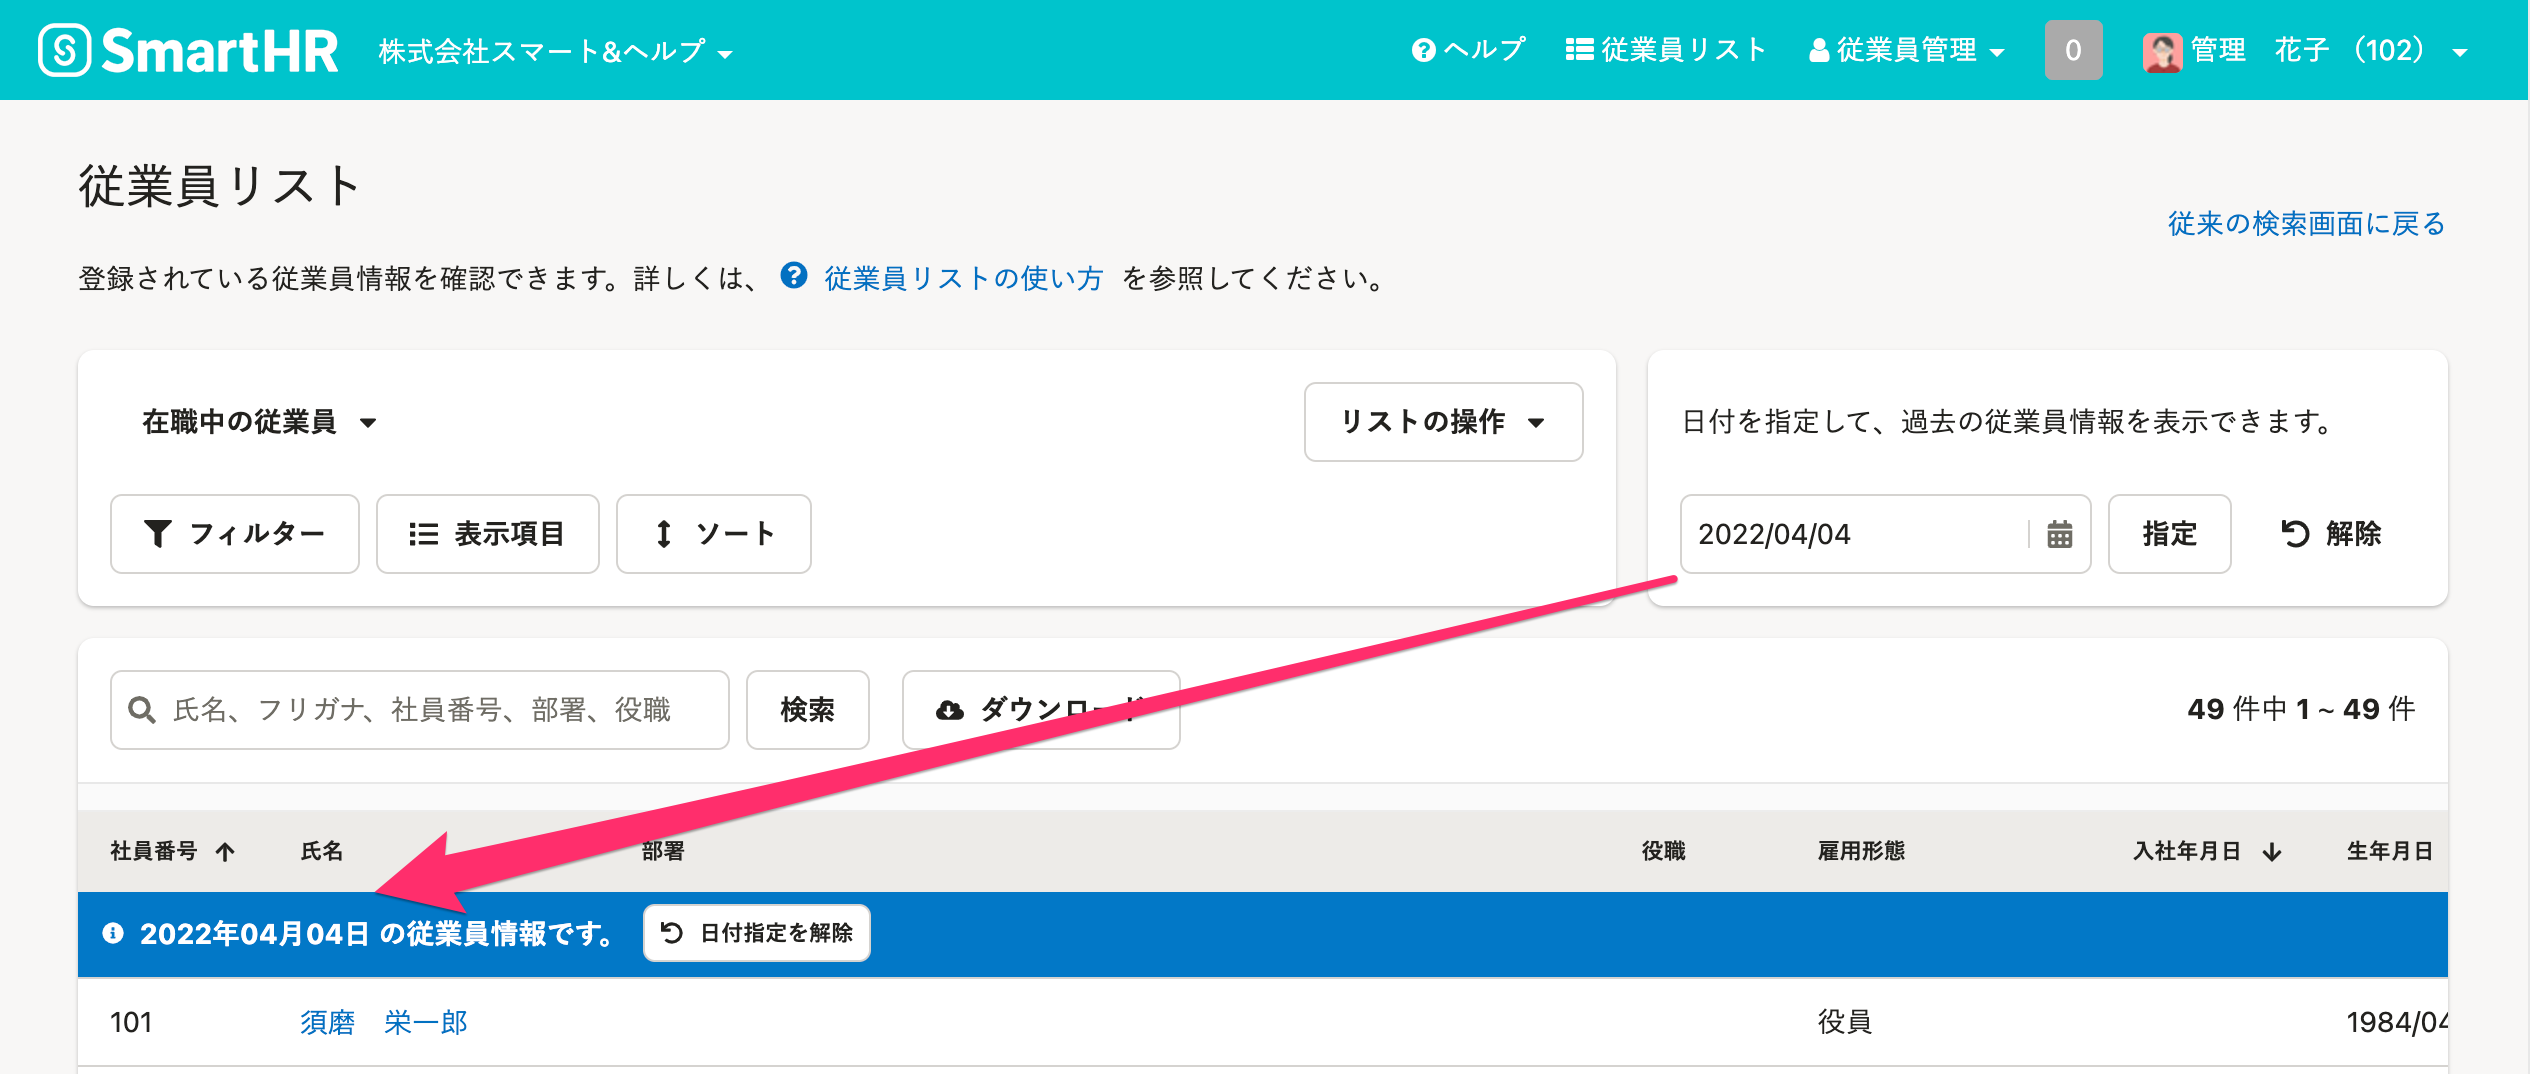 SmartHR 株式会社スマート&ヘルプ ヘルプ 従業員リスト 従業員管理 0 管理 花子 （102）
従業員リスト
従来の検索画面に戻る
登録されている従業員情報を確認できます。詳しくは、 従業員リストの使い方 を参照してください。
在職中の従業員 リストの操作
フィルター 表示項目 ソート
日付を指定して、過去の従業員情報を表示できます。
2022/04/04 指定 解除
氏名、フリガナ、社員番号、部署、役職 検索 ダウンロード 49 件中 1 ~ 49 件
社員番号 氏名 部署 役職 雇用形態 入社年月日 生年月日
2022年04月04日 の従業員情報です。 日付指定を解除
101 須磨 栄一郎 役員 1984/04